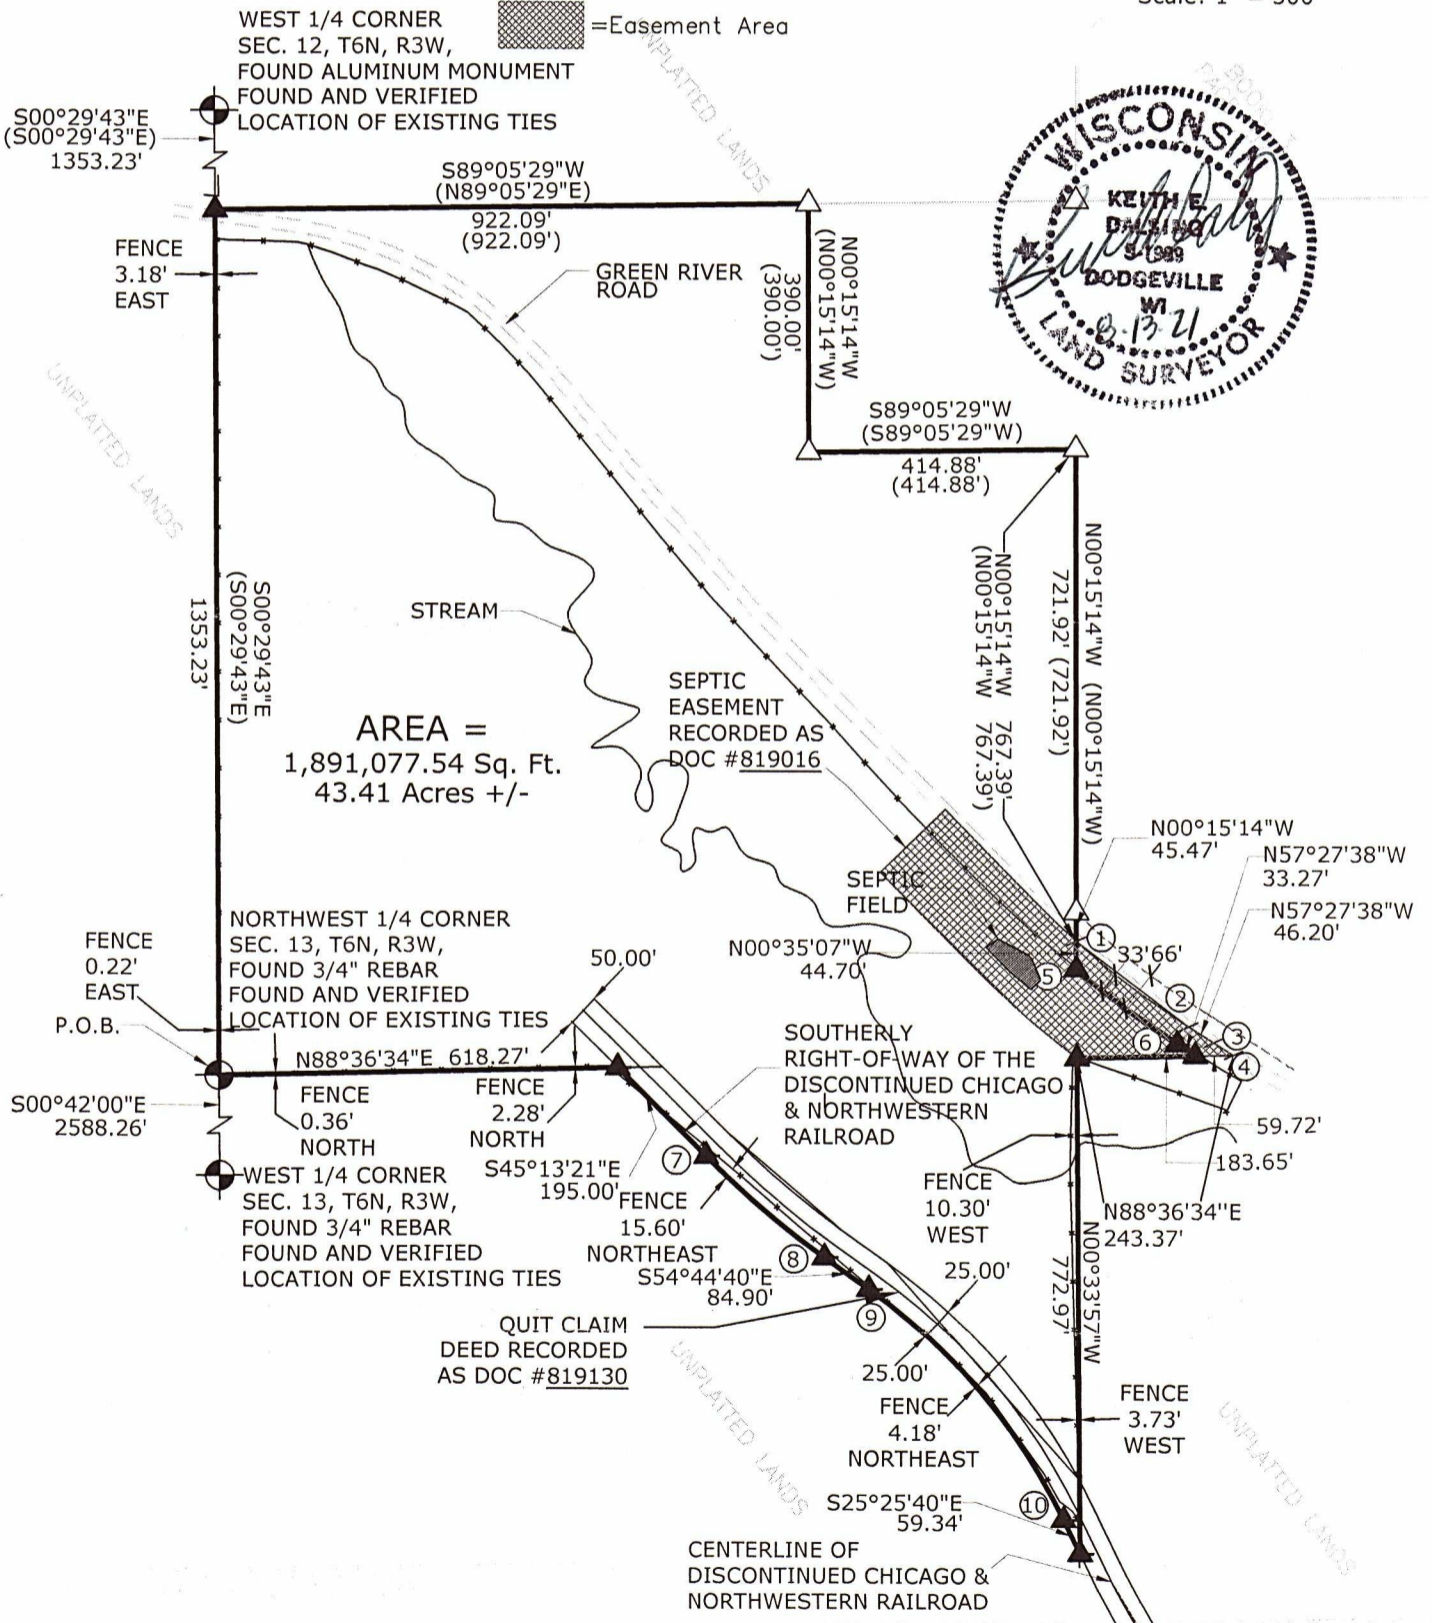 Scale: 1" = 300'
WEST 1/4 CORNER
SEC. 12, T6N, R3W,
FOUND ALUMINUM MONUMENT
FOUND AND VERIFIED
LOCATION OF EXISTING TIES
=Easement Area
UNPLATTED LANDS
S00°29'43"E
(S00°29'43"E)
1353.23'
S89°05'29"W
(N89°05'29"E)
922.09'
(922.09')
WISCONSIN
KEITH E.
DALSING
S-1989
DODGEVILLE
WI
8-13-21
LAND SURVEYOR
FENCE
3.18'
EAST
GREEN RIVER
ROAD
N00°15'14"W
(N00°15'14"W)
390.00'
(390.00')
UNPLATTED LANDS
S89°05'29"W
(S89°05'29"W)
414.88'
(414.88')
N00°15'14"W (N00°15'14"W)
721.92' (721.92')
N00°15'14"W 767.39'
(N00°15'14"W 767.39')
S00°29'43"E
(S00°29'43"E)
1353.23'
STREAM
SEPTIC
EASEMENT
RECORDED AS
DOC #819016
AREA =
1,891,077.54 Sq. Ft.
43.41 Acres +/-
N00°15'14"W
45.47'
N57°27'38"W
33.27'
N57°27'38"W
46.20'
SEPTIC
FIELD
N00°35'07"W
44.70'
1
33'
66'
2
5
3
6
4
NORTHWEST 1/4 CORNER
SEC. 13, T6N, R3W,
FOUND 3/4" REBAR
FOUND AND VERIFIED
LOCATION OF EXISTING TIES
FENCE
0.22'
EAST
P.O.B.
50.00'
N88°36'34"E 618.27'
S00°42'00"E
2588.26'
FENCE
0.36'
NORTH
FENCE
2.28'
NORTH
SOUTHERLY
RIGHT-OF-WAY OF THE
DISCONTINUED CHICAGO
& NORTHWESTERN
RAILROAD
59.72'
183.65'
N88°36'34"E
243.37'
WEST 1/4 CORNER
SEC. 13, T6N, R3W,
FOUND 3/4" REBAR
FOUND AND VERIFIED
LOCATION OF EXISTING TIES
S45°13'21"E
195.00'
7
FENCE
15.60'
NORTHEAST
FENCE
10.30'
WEST
8
S54°44'40"E
84.90'
9
25.00'
25.00'
N00°33'57"W
772.97'
QUIT CLAIM
DEED RECORDED
AS DOC #819130
UNPLATTED LANDS
FENCE
4.18'
NORTHEAST
FENCE
3.73'
WEST
UNPLATTED LANDS
10
S25°25'40"E
59.34'
CENTERLINE OF
DISCONTINUED CHICAGO &
NORTHWESTERN RAILROAD